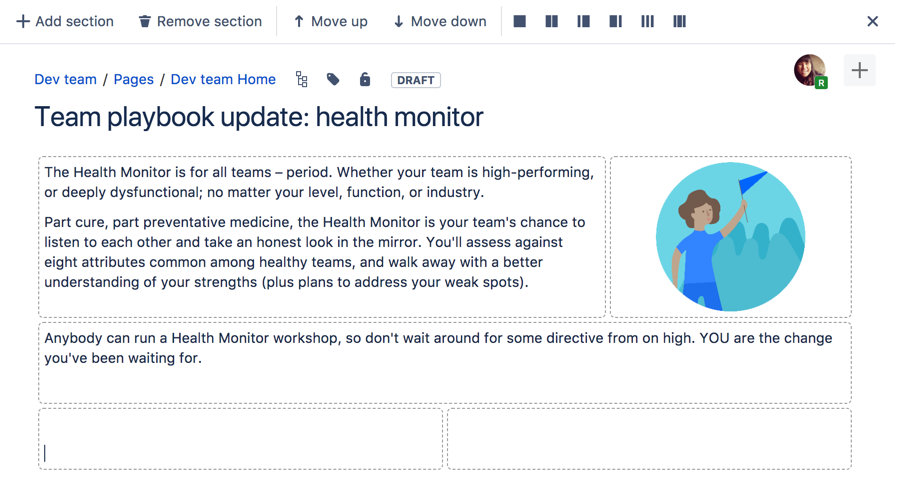 + Add section Remove section ↑ Move up ↓ Move down
Dev team / Pages / Dev team Home DRAFT
R
Team playbook update: health monitor
The Health Monitor is for all teams – period. Whether your team is high-performing,
or deeply dysfunctional; no matter your level, function, or industry.
Part cure, part preventative medicine, the Health Monitor is your team's chance to
listen to each other and take an honest look in the mirror. You'll assess against
eight attributes common among healthy teams, and walk away with a better
understanding of your strengths (plus plans to address your weak spots).
Anybody can run a Health Monitor workshop, so don't wait around for some directive from on high. YOU are the change
you've been waiting for.